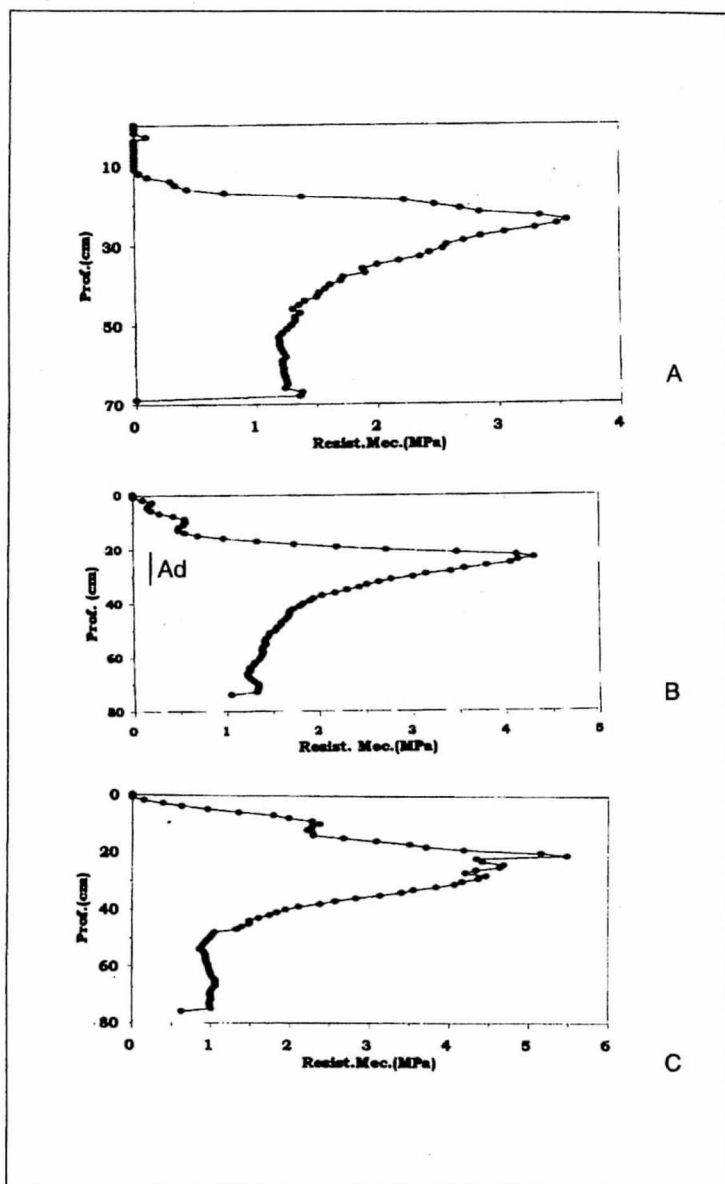 10
30
50
70
Prof.(cm)
0 1 2 3 4
Resist.Mec.(MPa)
A
0
20
40
60
80
Prof. (cm)
Ad
0 1 2 3 4 5
Resist. Mec.(MPa)
B
0
20
40
60
80
Prof.(cm)
0 1 2 3 4 5 6
Resist.Mec.(MPa)
C